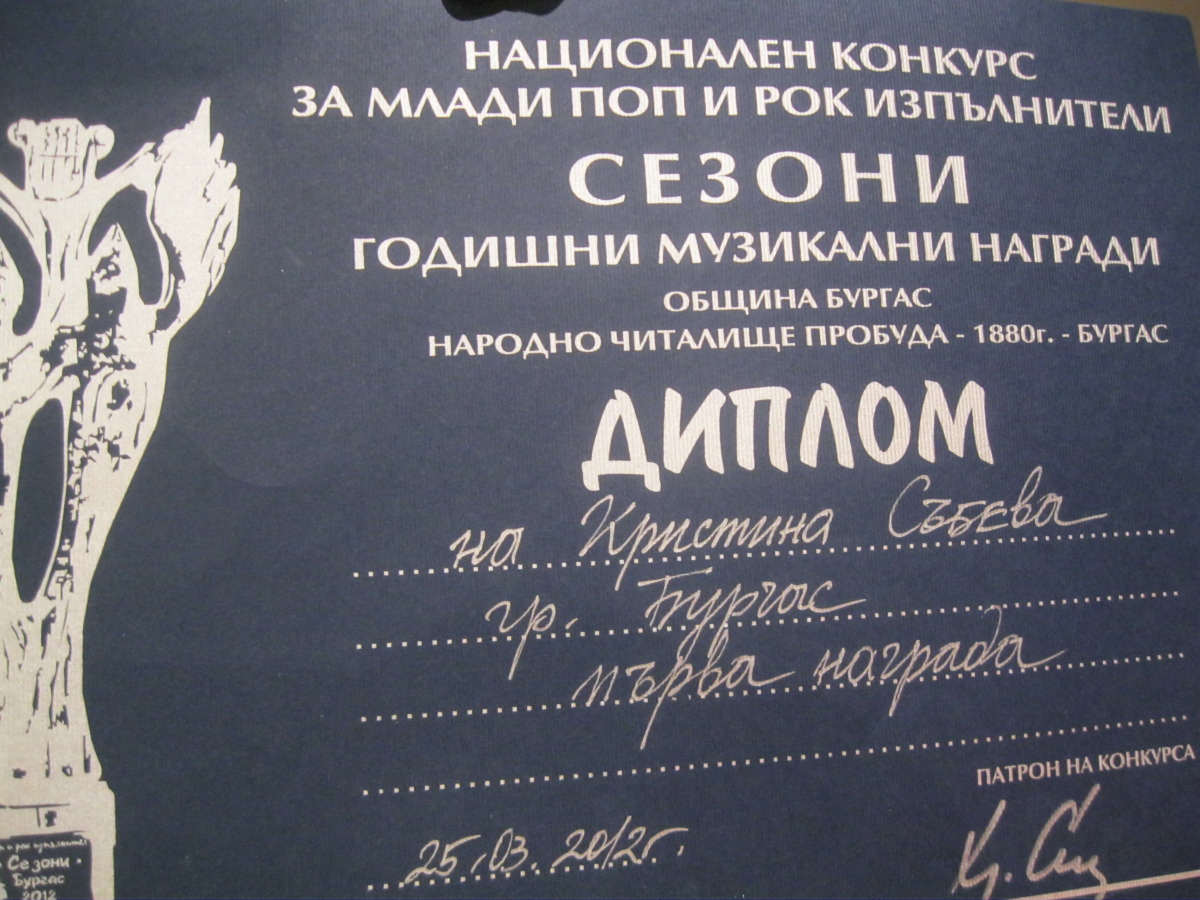 НАЦИОНАЛЕН КОНКУРС
ЗА МЛАДИ ПОП И РОК ИЗПЪЛНИТЕЛИ
СЕЗОНИ
ГОДИШНИ МУЗИКАЛНИ НАГРАДИ
ОБЩИНА БУРГАС
НАРОДНО ЧИТАЛИЩЕ ПРОБУДА - 1880г. - БУРГАС
ДИПЛОМ
на Кристина Събева
гр. Бургас
първа награда
ПАТРОН НА КОНКУРСА
25.03.2012г.
Сезони
Бургас
2012